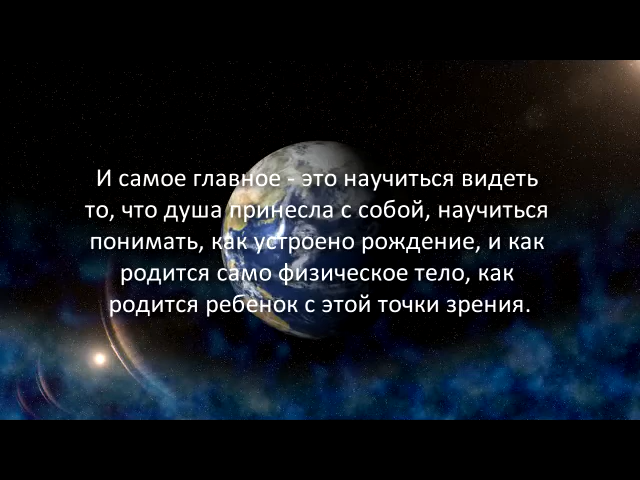 И самое главное - это научиться видеть
то, что душа принесла с собой, научиться
понимать, как устроено рождение, и как
родится само физическое тело, как
родится ребенок с этой точки зрения.